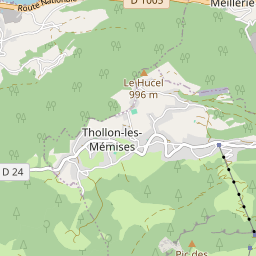 D 1005
Route Nationale
Meillerie
Le Hucel
996 m
Thollon-les-
Mémises
D 24
Pic des